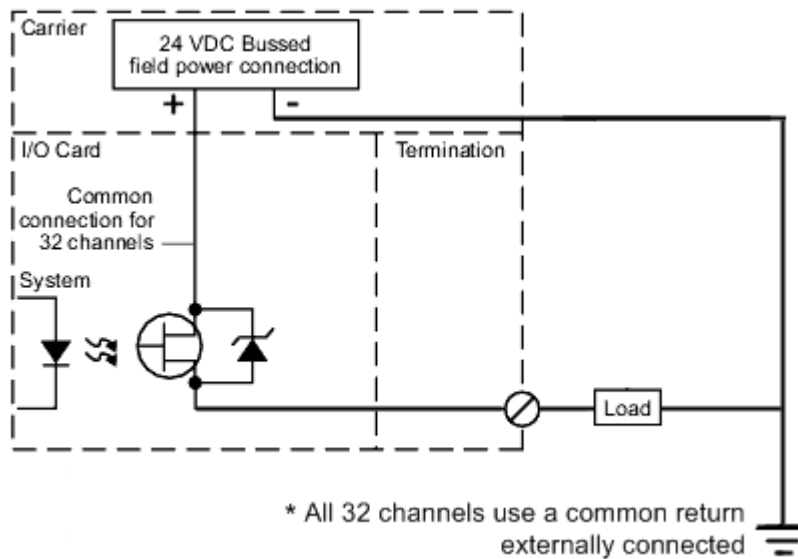 Carrier
24 VDC Bussed
field power connection
+
-
I/O Card
Termination
Common
connection for
32 channels
System
Load
* All 32 channels use a common return
externally connected